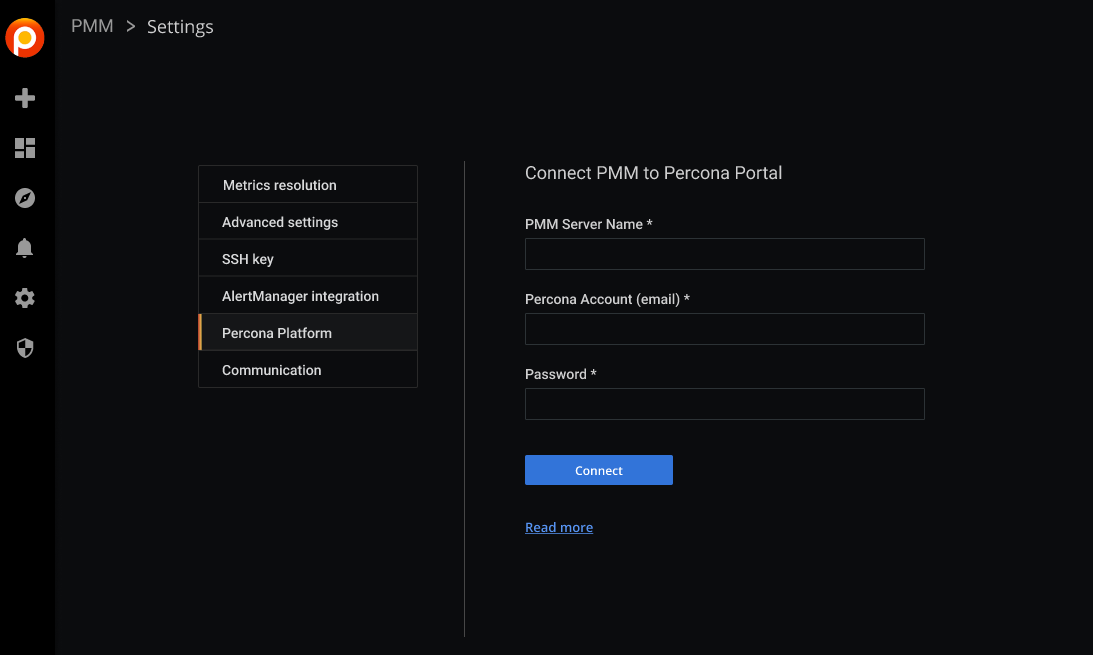 PMM > Settings
Metrics resolution
Advanced settings
SSH key
AlertManager integration
Percona Platform
Communication
Connect PMM to Percona Portal
PMM Server Name *
Percona Account (email) *
Password *
Connect
Read more